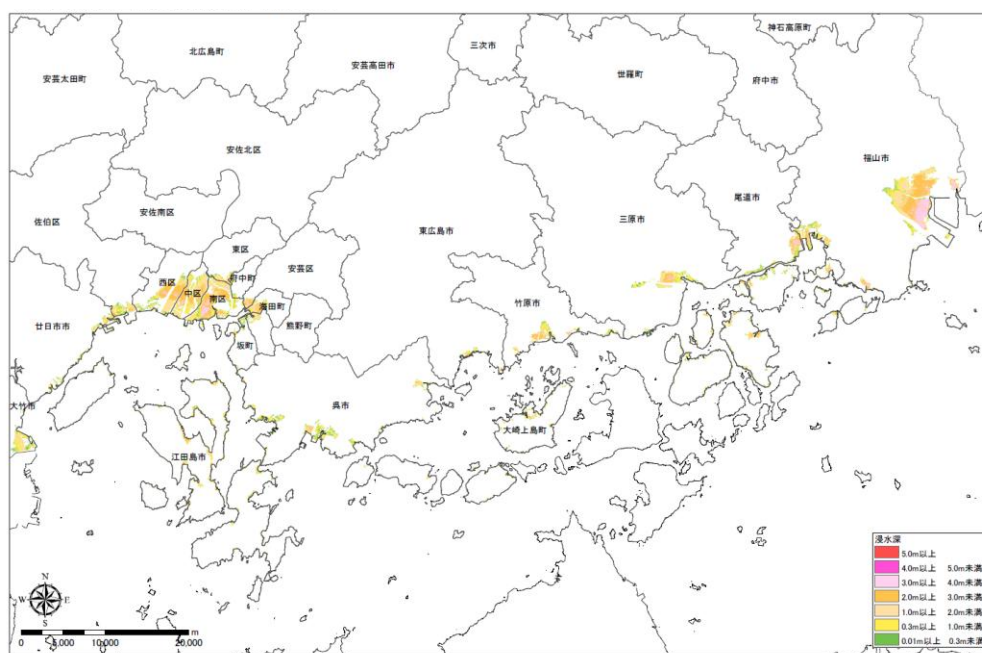 神石高原町
三次市
北広島町
安芸高田市
世羅町
安芸太田町
府中市
安佐北区
福山市
尾道市
安佐南区
佐伯区
三原市
東広島市
東区
安芸区
府中町
西区
中区
南区
海田町
竹原市
廿日市市
熊野町
坂町
大竹市
呉市
大崎上島町
江田島市
浸水深
5.0m以上
4.0m以上 5.0m未満
3.0m以上 4.0m未満
2.0m以上 3.0m未満
1.0m以上 2.0m未満
0.3m以上 1.0m未満
0.01m以上 0.3m未満
N
W E
S
0 5,000 10,000 20,000 m